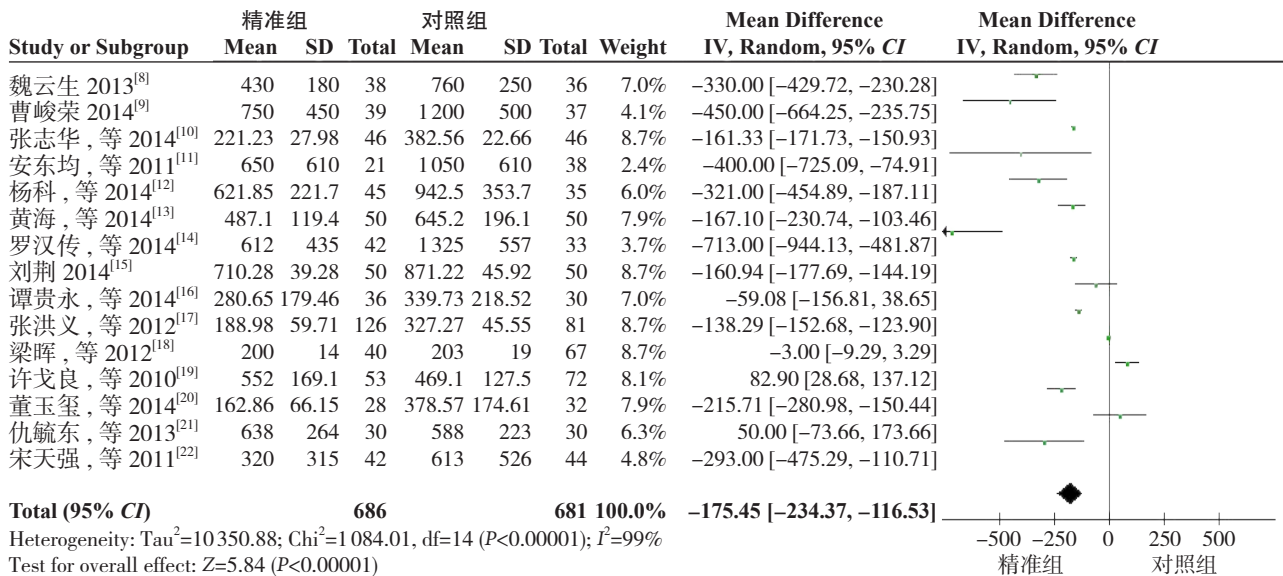 精准组 对照组 Mean Difference Mean Difference
Study or Subgroup Mean SD Total Mean SD Total Weight IV, Random, 95% CI IV, Random, 95% CI
魏云生 2013[8] 430 180 38 760 250 36 7.0% −330.00 [−429.72, −230.28]
曹峻荣 2014[9] 750 450 39 1200 500 37 4.1% −450.00 [−664.25, −235.75]
张志华 , 等 2014[10] 221.23 27.98 46 382.56 22.66 46 8.7% −161.33 [−171.73, −150.93]
安东均 , 等 2011[11] 650 610 21 1050 610 38 2.4% −400.00 [−725.09, −74.91]
杨科 , 等 2014[12] 621.85 221.7 45 942.5 353.7 35 6.0% −321.00 [−454.89, −187.11]
黄海 , 等 2014[13] 487.1 119.4 50 645.2 196.1 50 7.9% −167.10 [−230.74, −103.46]
罗汉传 , 等 2014[14] 612 435 42 1325 557 33 3.7% −713.00 [−944.13, −481.87]
刘荆 2014[15] 710.28 39.28 50 871.22 45.92 50 8.7% −160.94 [−177.69, −144.19]
谭贵永 , 等 2014[16] 280.65 179.46 36 339.73 218.52 30 7.0% −59.08 [−156.81, 38.65]
张洪义 , 等 2012[17] 188.98 59.71 126 327.27 45.55 81 8.7% −138.29 [−152.68, −123.90]
梁晖 , 等 2012[18] 200 14 40 203 19 67 8.7% −3.00 [−9.29, 3.29]
许戈良 , 等 2010[19] 552 169.1 53 469.1 127.5 72 8.1% 82.90 [28.68, 137.12]
董玉玺 , 等 2014[20] 162.86 66.15 28 378.57 174.61 32 7.9% −215.71 [−280.98, −150.44]
仇毓东 , 等 2013[21] 638 264 30 588 223 30 6.3% 50.00 [−73.66, 173.66]
宋天强 , 等 2011[22] 320 315 42 613 526 44 4.8% −293.00 [−475.29, −110.71]
Total (95% CI) 686 681 100.0% −175.45 [−234.37, −116.53]
Heterogeneity: Tau²=10 350.88; Chi²=1 084.01, df=14 (P<0.00001); I²=99%
Test for overall effect: Z=5.84 (P<0.00001)
−500 −250 0 250 500
精准组 对照组